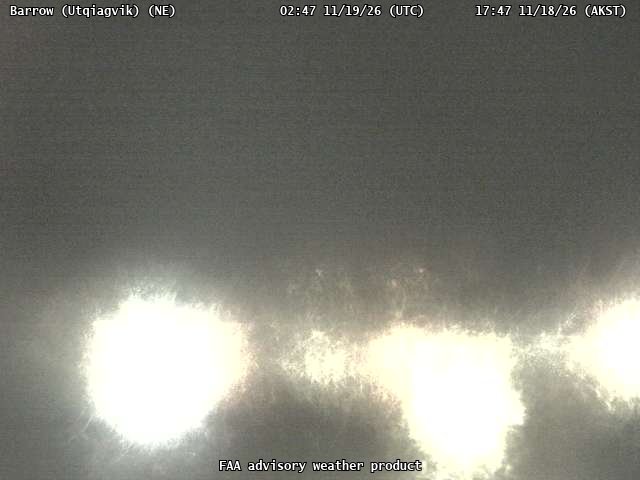 Barrow (Utqiagvik) (NE) 02:47 11/19/26 (UTC) 17:47 11/18/26 (AKST)
FAA advisory weather product